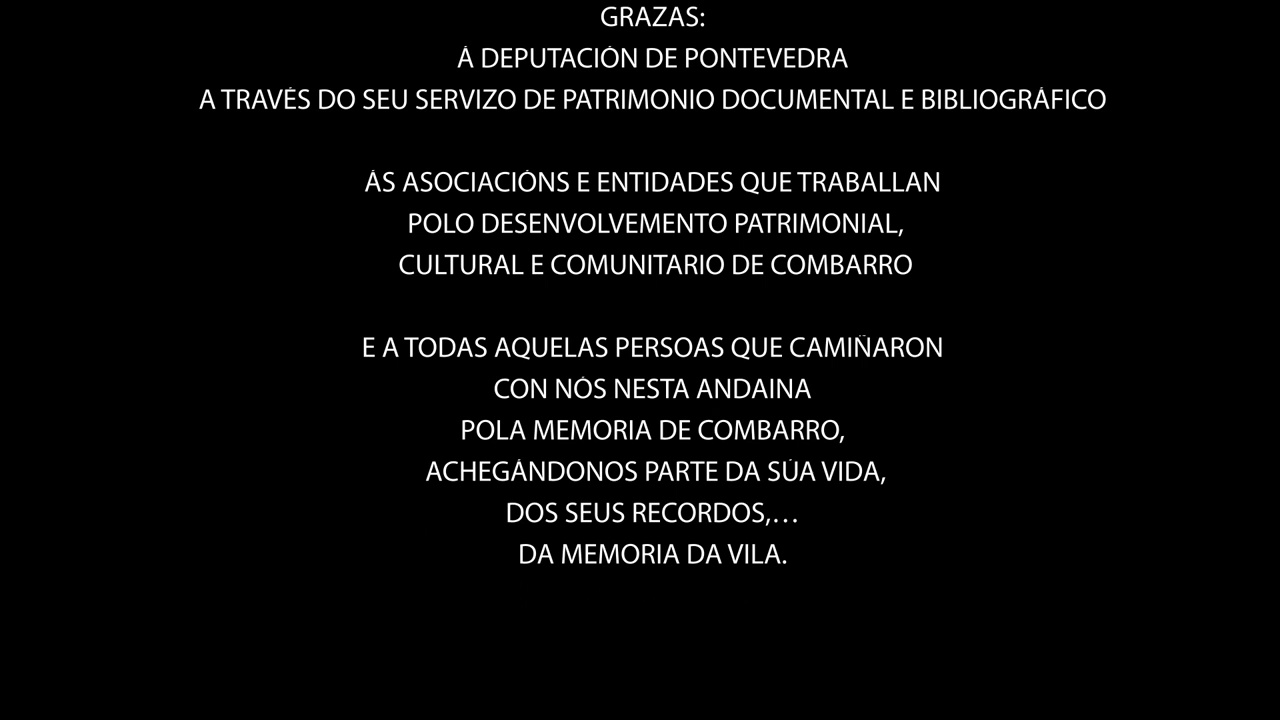 GRAZAS:
Á DEPUTACIÓN DE PONTEVEDRA
A TRAVÉS DO SEU SERVIZO DE PATRIMONIO DOCUMENTAL E BIBLIOGRÁFICO
ÁS ASOCIACIÓNS E ENTIDADES QUE TRABALLAN
POLO DESENVOLVEMENTO PATRIMONIAL,
CULTURAL E COMUNITARIO DE COMBARRO
E A TODAS AQUELAS PERSOAS QUE CAMIÑARON
CON NÓS NESTA ANDAINA
POLA MEMORIA DE COMBARRO,
ACHEGÁNDONOS PARTE DA SÚA VIDA,
DOS SEUS RECORDOS,…
DA MEMORIA DA VILA.